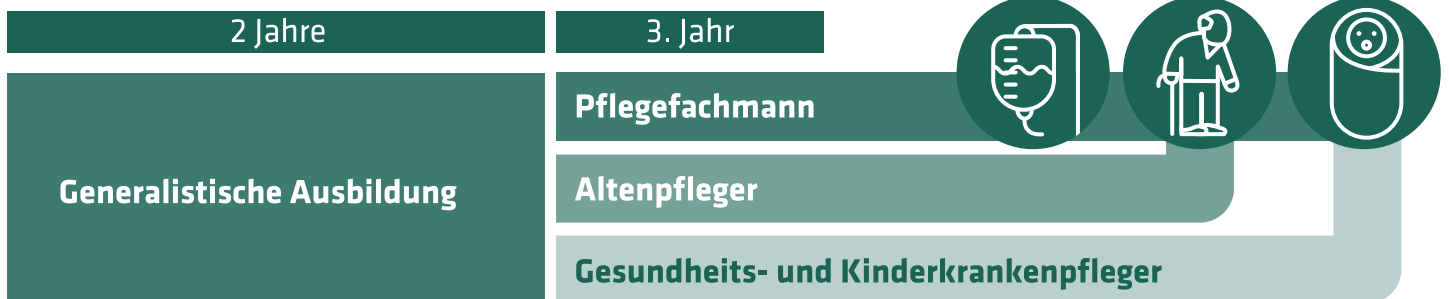 2 Jahre
3. Jahr
Generalistische Ausbildung
Pflegefachmann
Altenpfleger
Gesundheits- und Kinderkrankenpfleger